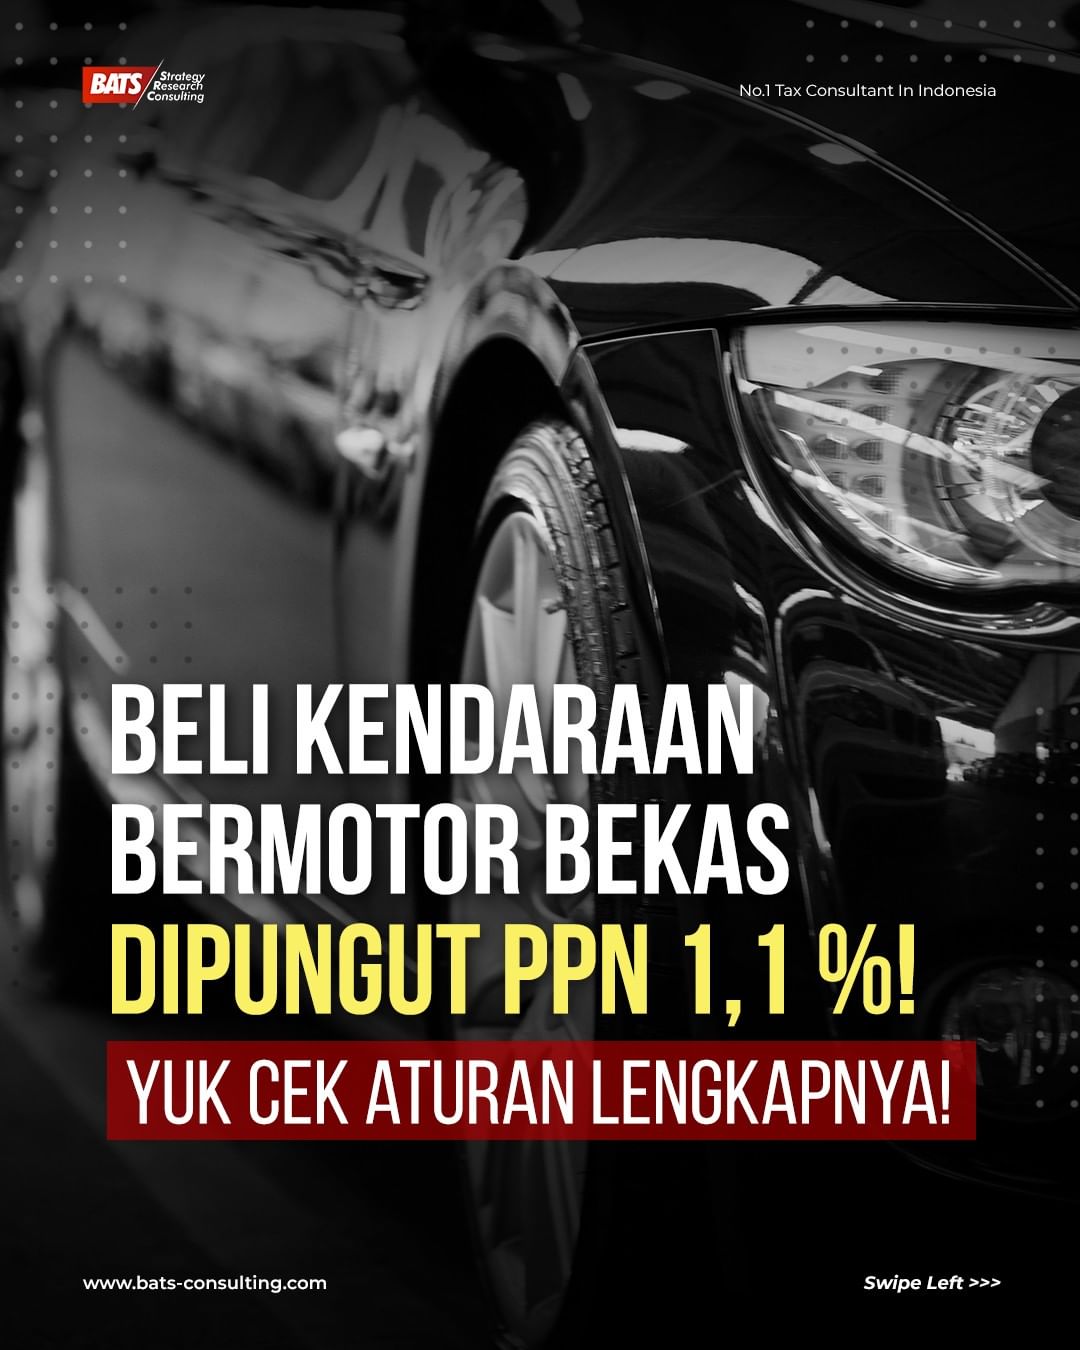 BATS Strategy
Research
Consulting
No.1 Tax Consultant In Indonesia
BELI KENDARAAN
BERMOTOR BEKAS
DIPUNGUT PPN 1,1 %!
YUK CEK ATURAN LENGKAPNYA!
www.bats-consulting.com
Swipe Left >>>